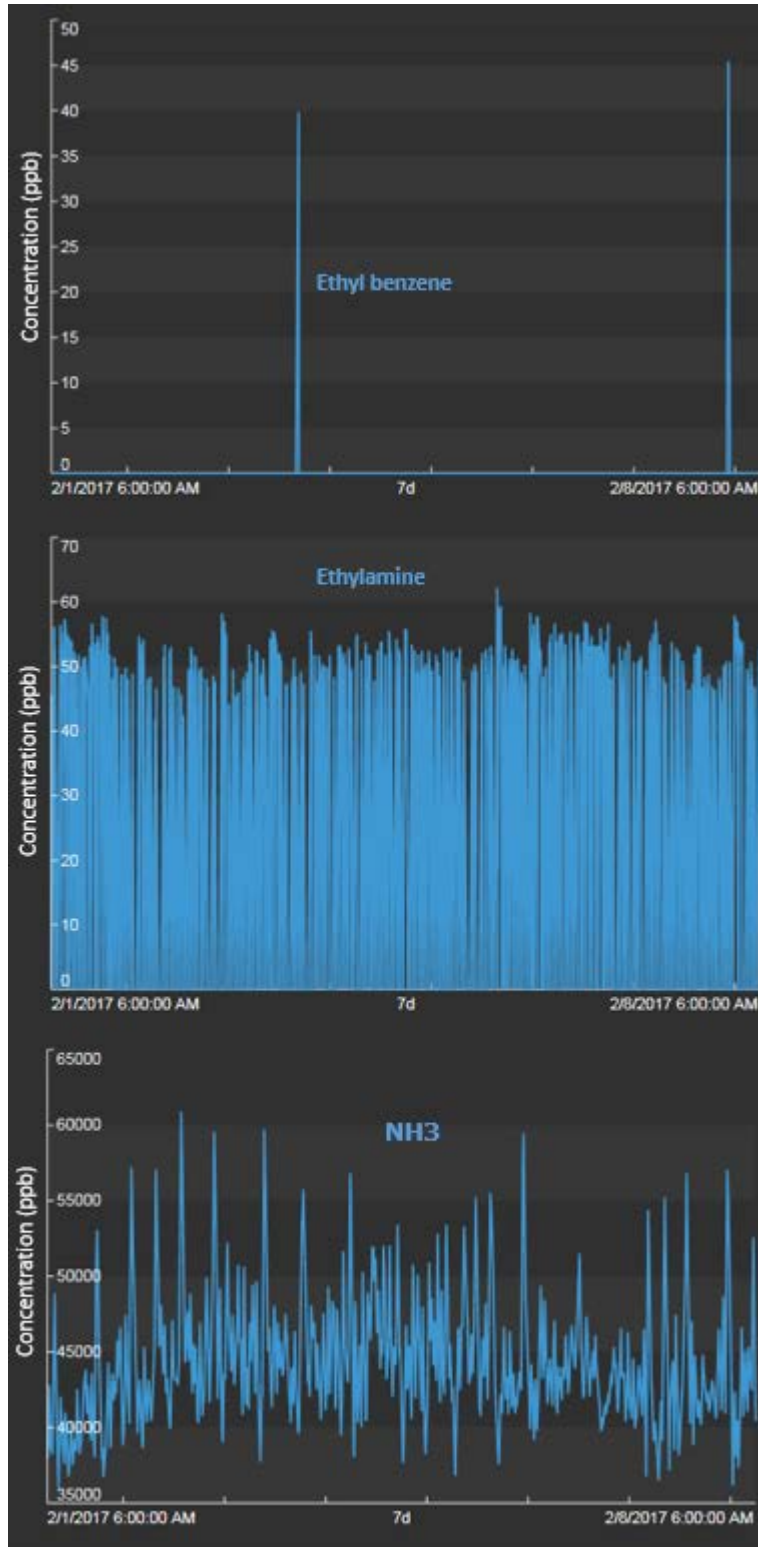 Concentration (ppb)
50
45
40
35
30
25
20
15
10
5
0
Ethyl benzene
2/1/2017 6:00:00 AM 7d 2/8/2017 6:00:00 AM
Concentration (ppb)
70
60
50
40
30
20
10
0
Ethylamine
2/1/2017 6:00:00 AM 7d 2/8/2017 6:00:00 AM
Concentration (ppb)
65000
60000
55000
50000
45000
40000
35000
NH3
2/1/2017 6:00:00 AM 7d 2/8/2017 6:00:00 AM